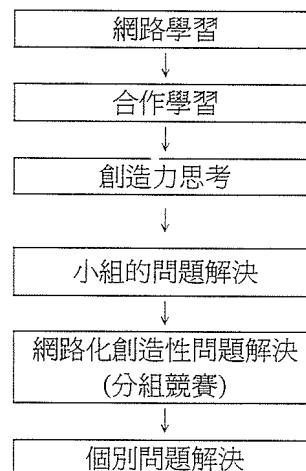 網路學習
合作學習
創造力思考
小組的問題解決
網路化創造性問題解決
(分組競賽)
個別問題解決